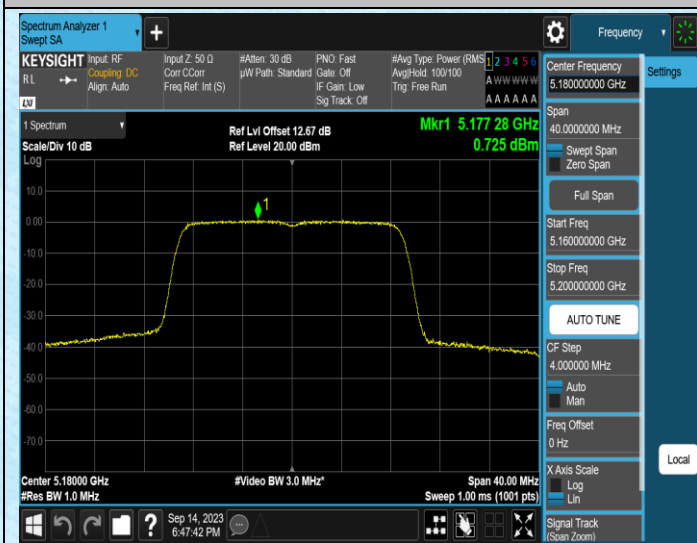 Spectrum Analyzer 1
Swept SA
Frequency
KEYSIGHT
RL
Input: RF
Coupling: DC
Align: Auto
Input Z: 50 Ω
Corr CCorr
Freq Ref: Int (S)
#Atten: 30 dB
µW Path: Standard
PNO: Fast
Gate: Off
IF Gain: Low
Sig Track: Off
#Avg Type: Power (RMS
Avg|Hold: 100/100
Trig: Free Run
1 2 3 4 5 6
A W W W W W
A A A A A A
Center Frequency
5.180000000 GHz
Settings
Span
40.0000000 MHz
Swept Span
Zero Span
Full Span
Start Freq
5.160000000 GHz
Stop Freq
5.200000000 GHz
AUTO TUNE
CF Step
4.000000 MHz
Auto
Man
Freq Offset
0 Hz
X Axis Scale
Log
Lin
Signal Track
(Span Zoom)
Local
1 Spectrum
Scale/Div 10 dB
Log
Ref Lvl Offset 12.67 dB
Ref Level 20.00 dBm
Mkr1 5.177 28 GHz
0.725 dBm
1
10.0
0.00
-10.0
-20.0
-30.0
-40.0
-50.0
-60.0
-70.0
Center 5.18000 GHz
#Res BW 1.0 MHz
#Video BW 3.0 MHz*
Span 40.00 MHz
Sweep 1.00 ms (1001 pts)
?
Sep 14, 2023
6:47:42 PM